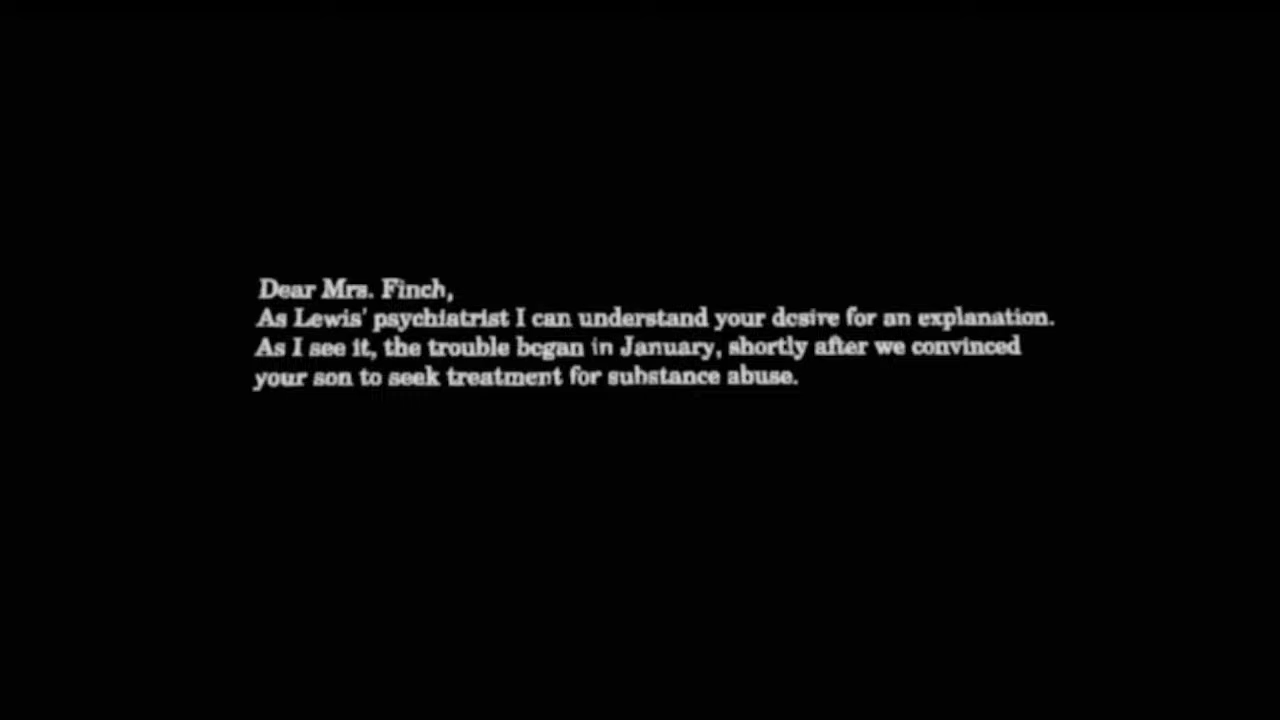 Dear Mrs. Finch,
As Lewis' psychiatrist I can understand your desire for an explanation.
As I see it, the trouble began in January, shortly after we convinced
your son to seek treatment for substance abuse.